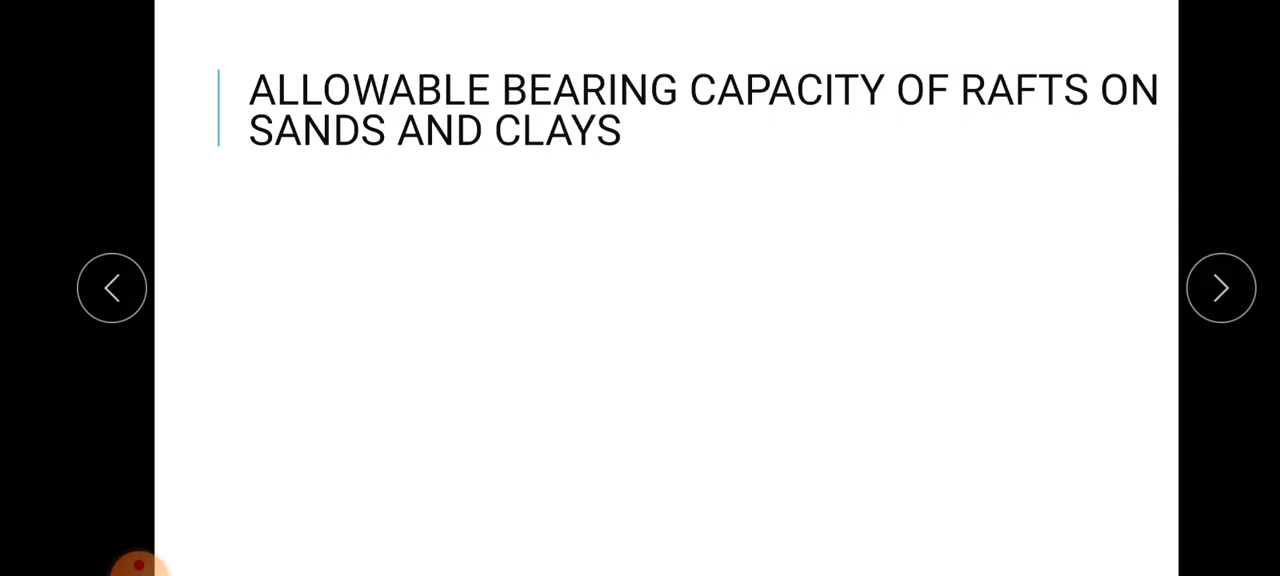 ALLOWABLE BEARING CAPACITY OF RAFTS ON
SANDS AND CLAYS